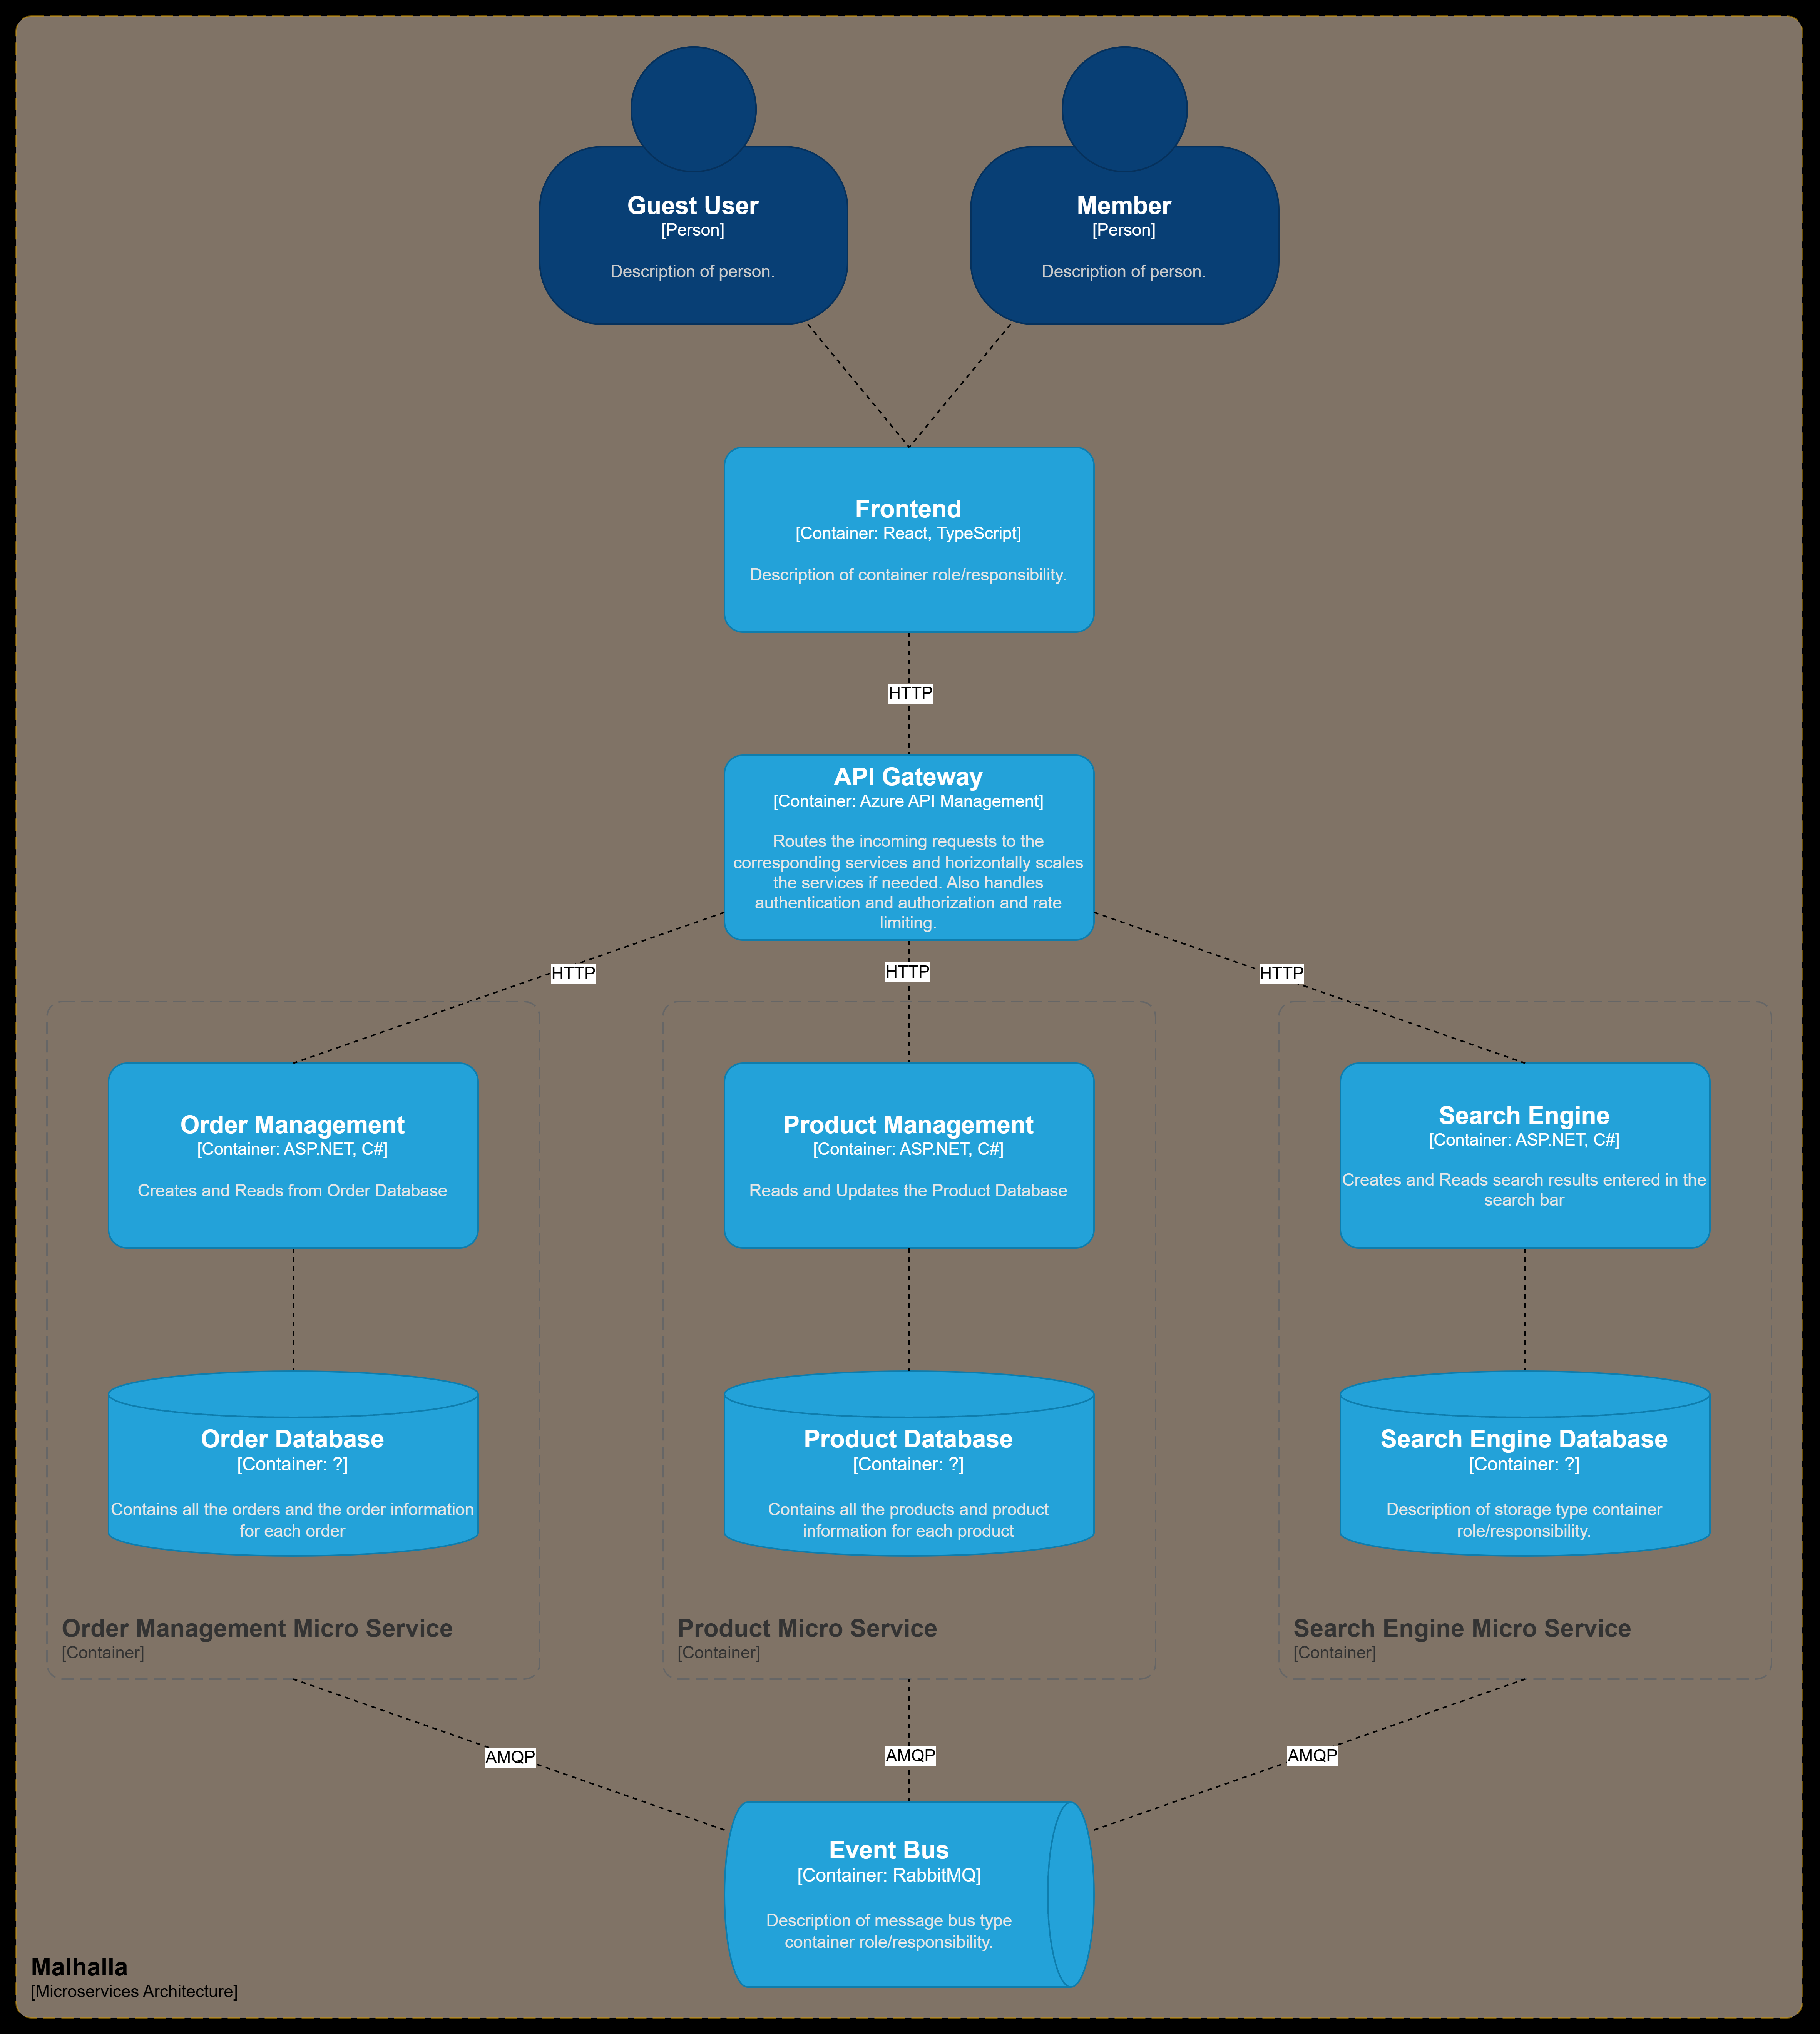 Guest User
[Person]
Description of person.
Member
[Person]
Description of person.
Frontend
[Container: React, TypeScript]
Description of container role/responsibility.
HTTP
API Gateway
[Container: Azure API Management]
Routes the incoming requests to the
corresponding services and horizontally scales
the services if needed. Also handles
authentication and authorization and rate
limiting.
HTTP
HTTP
HTTP
Order Management
[Container: ASP.NET, C#]
Creates and Reads from Order Database
Product Management
[Container: ASP.NET, C#]
Reads and Updates the Product Database
Search Engine
[Container: ASP.NET, C#]
Creates and Reads search results entered in the
search bar
Order Database
[Container: ?]
Contains all the orders and the order information
for each order
Product Database
[Container: ?]
Contains all the products and product
information for each product
Search Engine Database
[Container: ?]
Description of storage type container
role/responsibility.
Order Management Micro Service
[Container]
Product Micro Service
[Container]
Search Engine Micro Service
[Container]
AMQP
AMQP
AMQP
Event Bus
[Container: RabbitMQ]
Description of message bus type
container role/responsibility.
Malhalla
[Microservices Architecture]